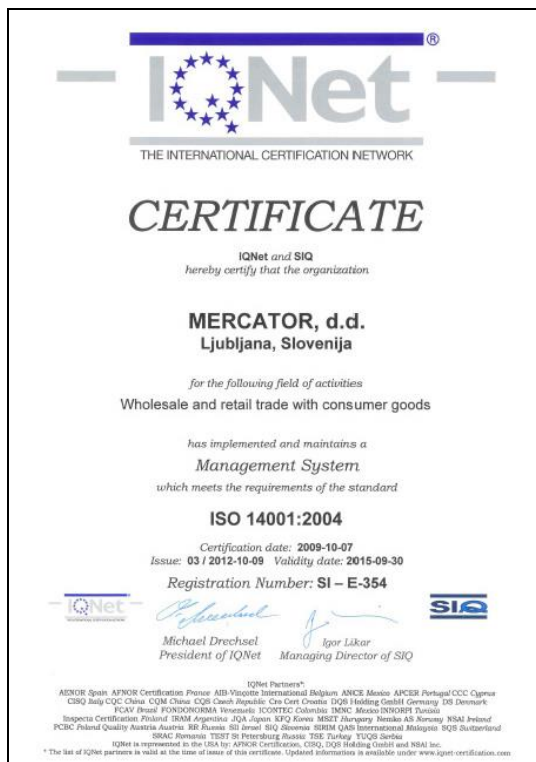 IQNet ®
THE INTERNATIONAL CERTIFICATION NETWORK
CERTIFICATE
IQNet and SIQ
hereby certify that the organization
MERCATOR, d.d.
Ljubljana, Slovenija
for the following field of activities
Wholesale and retail trade with consumer goods
has implemented and maintains a
Management System
which meets the requirements of the standard
ISO 14001:2004
Certification date: 2009-10-07
Issue: 03 / 2012-10-09 Validity date: 2015-09-30
Registration Number: SI – E-354
IQNet
SIQ
Michael Drechsel
President of IQNet
Igor Likar
Managing Director of SIQ
IQNet Partners*:
AENOR Spain AFNOR Certification France AIB-Vinçotte International Belgium ANCE Mexico APCER Portugal CCC Cyprus
CISQ Italy CQC China CQM China CQS Czech Republic Cro Cert Croatia DQS Holding GmbH Germany DS Denmark
FCAV Brazil FONDONORMA Venezuela ICONTEC Colombia IMNC Mexico INNORPI Tunisia
Inspecta Certification Finland IRAM Argentina JQA Japan KFQ Korea MSZT Hungary Nemko AS Norway NSAI Ireland
PCBC Poland Quality Austria Austria RR Russia SII Israel SIQ Slovenia SIRIM QAS International Malaysia SQS Switzerland
SRAC Romania TEST St Petersburg Russia TSE Turkey YUQS Serbia
IQNet is represented in the USA by: AFNOR Certification, CISQ, DQS Holding GmbH and NSAI Inc.
* The list of IQNet partners is valid at the time of issue of this certificate. Updated information is available under www.iqnet-certification.com